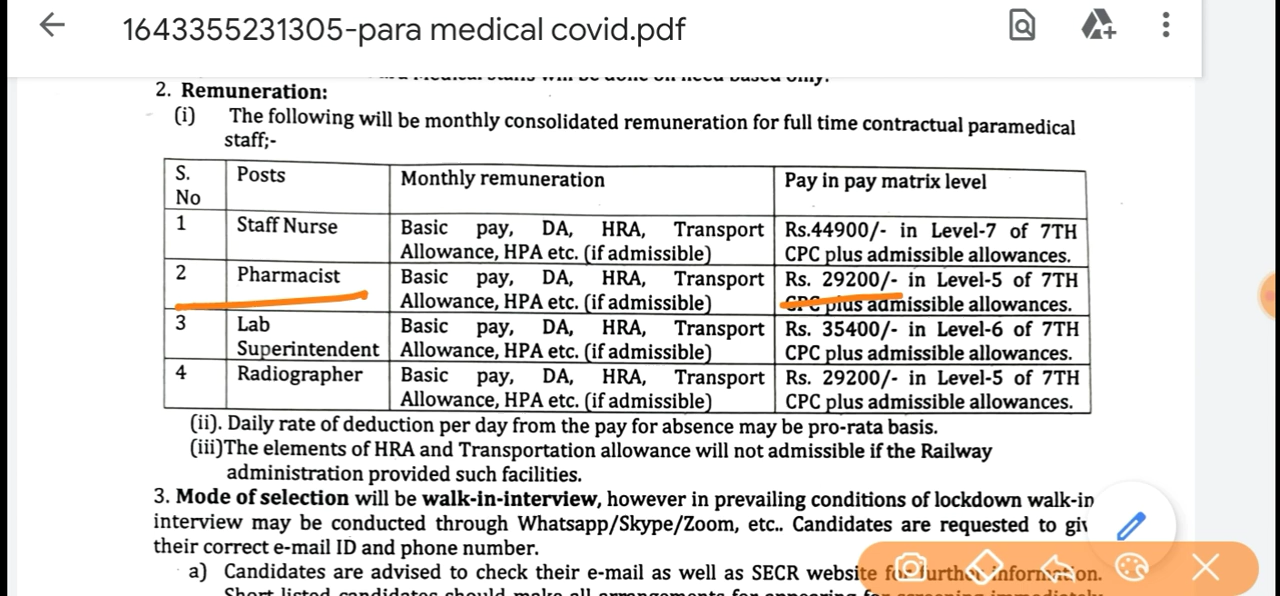 1643355231305-para medical covid.pdf
2. Remuneration:
(i) The following will be monthly consolidated remuneration for full time contractual paramedical
staff;-
S. No Posts Monthly remuneration Pay in pay matrix level
1 Staff Nurse Basic pay, DA, HRA, Transport Rs.44900/- in Level-7 of 7TH
Allowance, HPA etc. (if admissible) CPC plus admissible allowances.
2 Pharmacist Basic pay, DA, HRA, Transport Rs. 29200/- in Level-5 of 7TH
Allowance, HPA etc. (if admissible) CPC plus admissible allowances.
3 Lab Basic pay, DA, HRA, Transport Rs. 35400/- in Level-6 of 7TH
Superintendent Allowance, HPA etc. (if admissible) CPC plus admissible allowances.
4 Radiographer Basic pay, DA, HRA, Transport Rs. 29200/- in Level-5 of 7TH
Allowance, HPA etc. (if admissible) CPC plus admissible allowances.
(ii). Daily rate of deduction per day from the pay for absence may be pro-rata basis.
(iii)The elements of HRA and Transportation allowance will not admissible if the Railway
administration provided such facilities.
3. Mode of selection will be walk-in-interview, however in prevailing conditions of lockdown walk-in
interview may be conducted through Whatsapp/Skype/Zoom, etc.. Candidates are requested to giv
their correct e-mail ID and phone number.
a) Candidates are advised to check their e-mail as well as SECR website for further information.